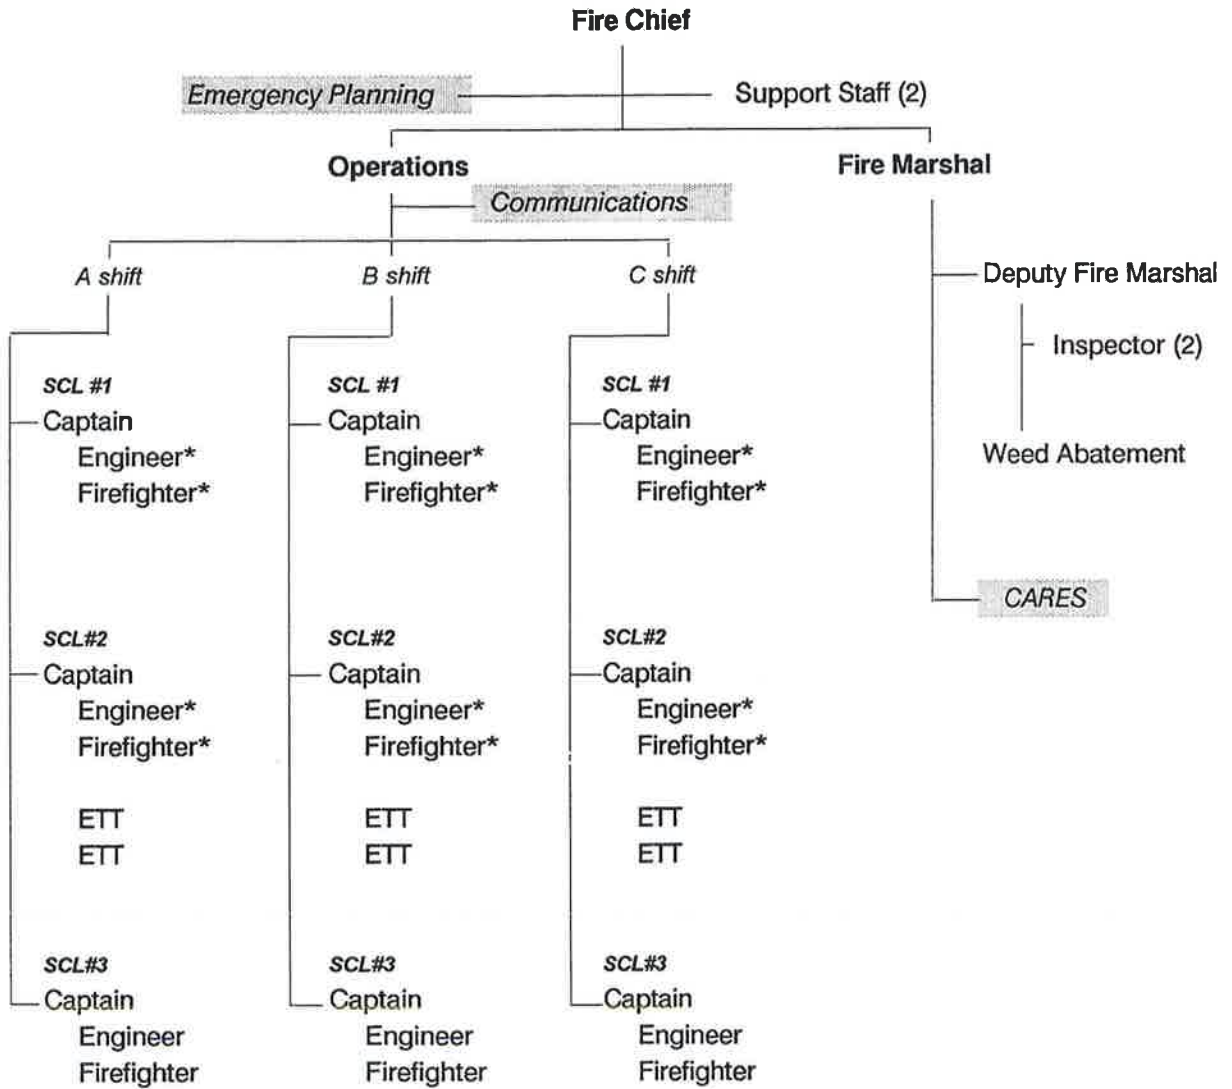 Fire Chief
Emergency Planning
Support Staff (2)
Operations
Fire Marshal
Communications
A shift
B shift
C shift
Deputy Fire Marshal
Inspector (2)
Weed Abatement
CARES
SCL #1
Captain
Engineer*
Firefighter*
SCL#2
Captain
Engineer*
Firefighter*
ETT
ETT
SCL#3
Captain
Engineer
Firefighter
SCL #1
Captain
Engineer*
Firefighter*
SCL#2
Captain
Engineer*
Firefighter*
ETT
ETT
SCL#3
Captain
Engineer
Firefighter
SCL #1
Captain
Engineer*
Firefighter*
SCL#2
Captain
Engineer*
Firefighter*
ETT
ETT
SCL#3
Captain
Engineer
Firefighter